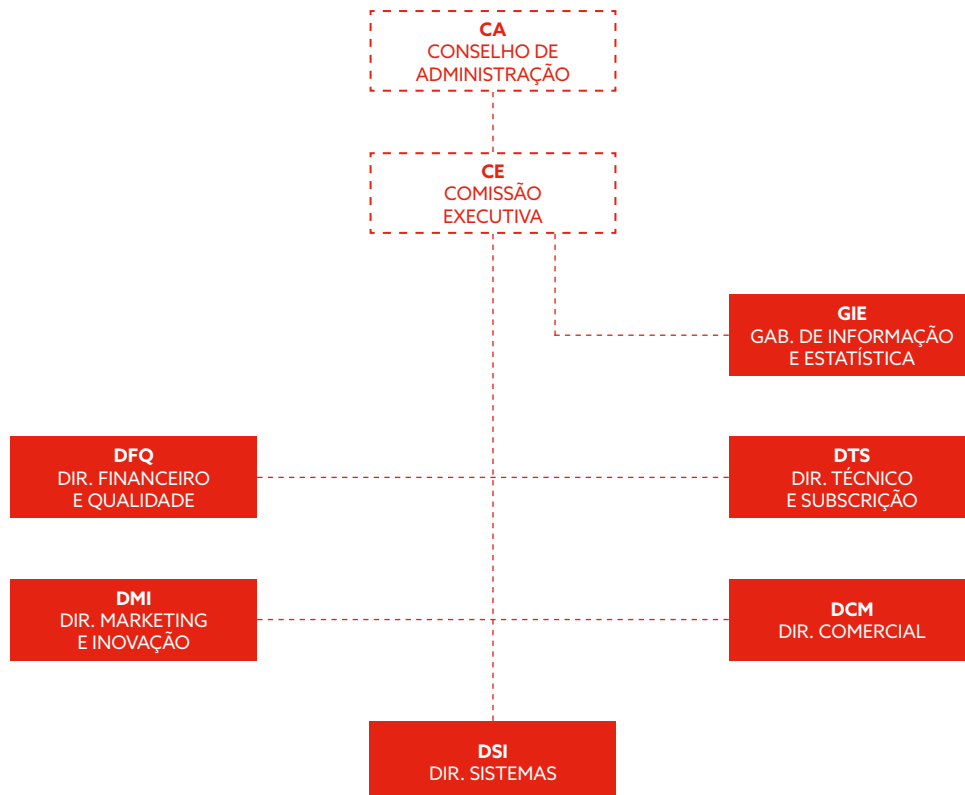 CA
CONSELHO DE
ADMINISTRAÇÃO
CE
COMISSÃO
EXECUTIVA
GIE
GAB. DE INFORMAÇÃO
E ESTATÍSTICA
DFQ
DIR. FINANCEIRO
E QUALIDADE
DTS
DIR. TÉCNICO
E SUBSCRIÇÃO
DMI
DIR. MARKETING
E INOVAÇÃO
DCM
DIR. COMERCIAL
DSI
DIR. SISTEMAS